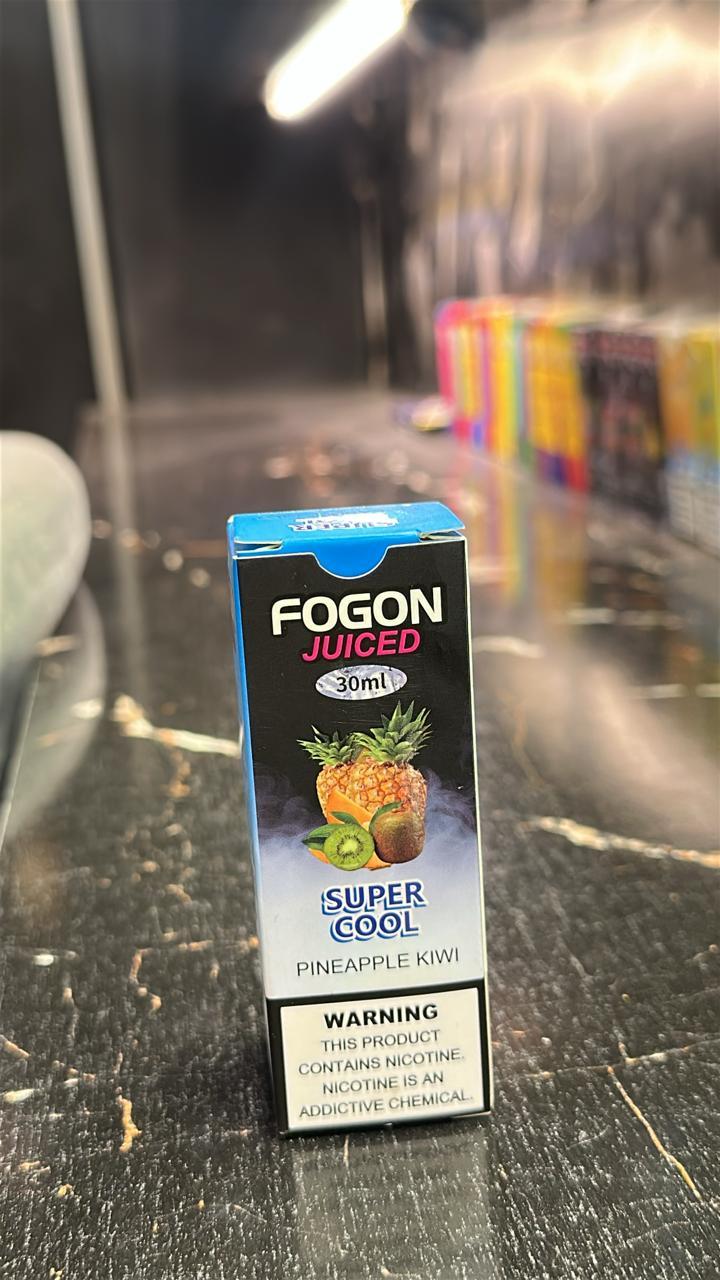 FOGON
JUICED
30ml
SUPER
COOL
PINEAPPLE KIWI
WARNING
THIS PRODUCT
CONTAINS NICOTINE.
NICOTINE IS AN
ADDICTIVE CHEMICAL.